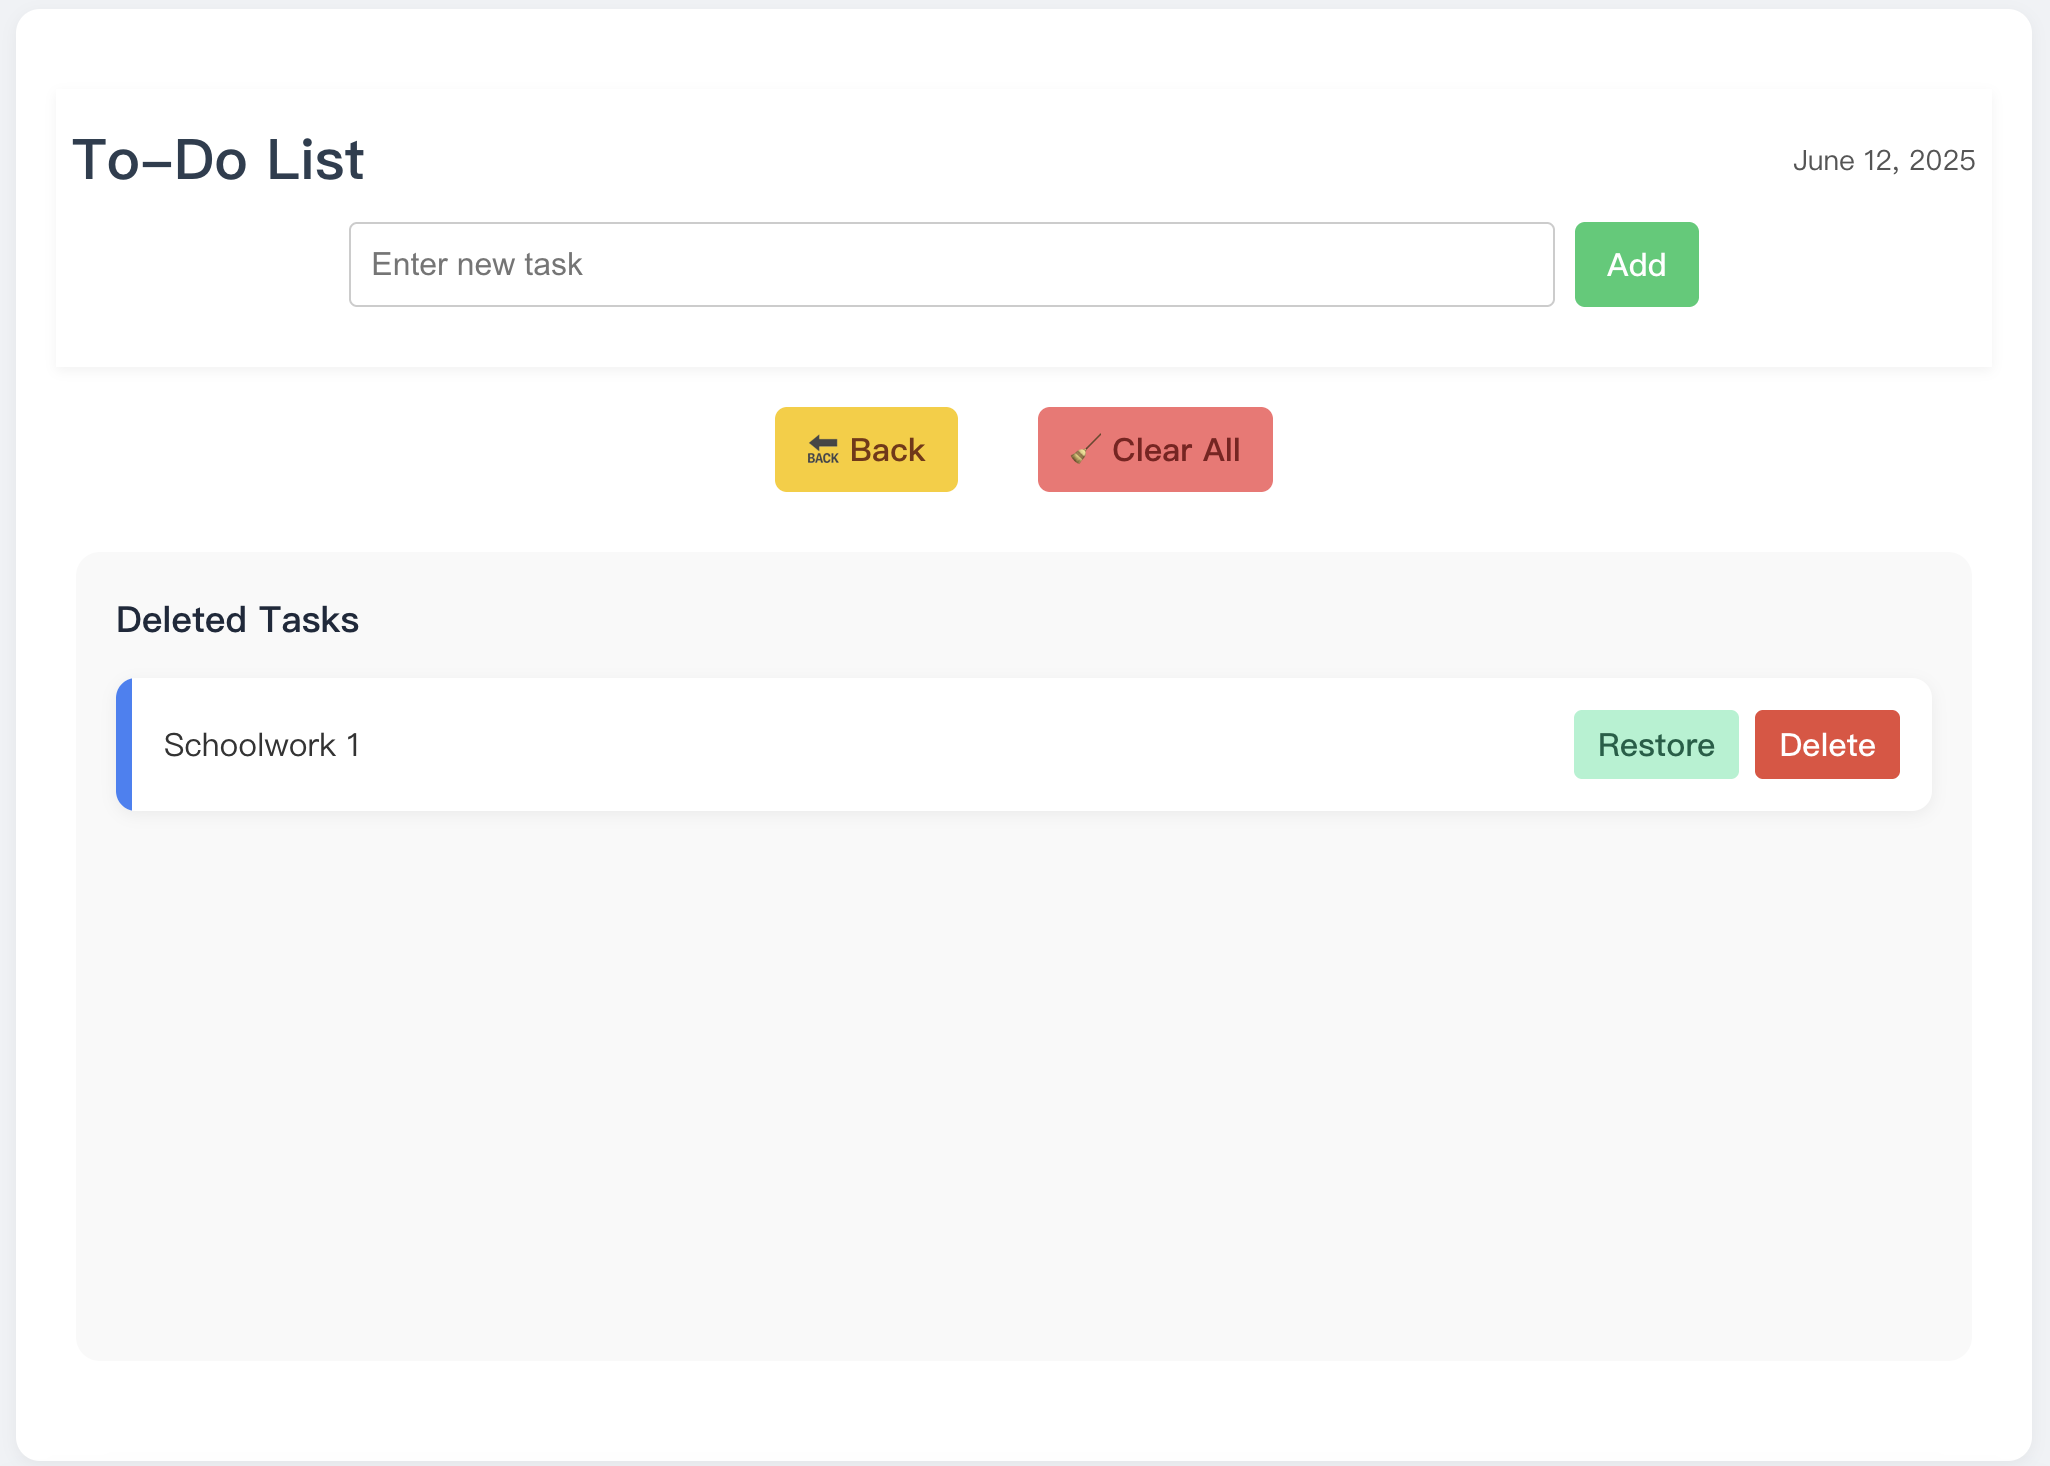 To-Do List
June 12, 2025
Enter new task
Add
BACK Back
Clear All
Deleted Tasks
Schoolwork 1
Restore
Delete